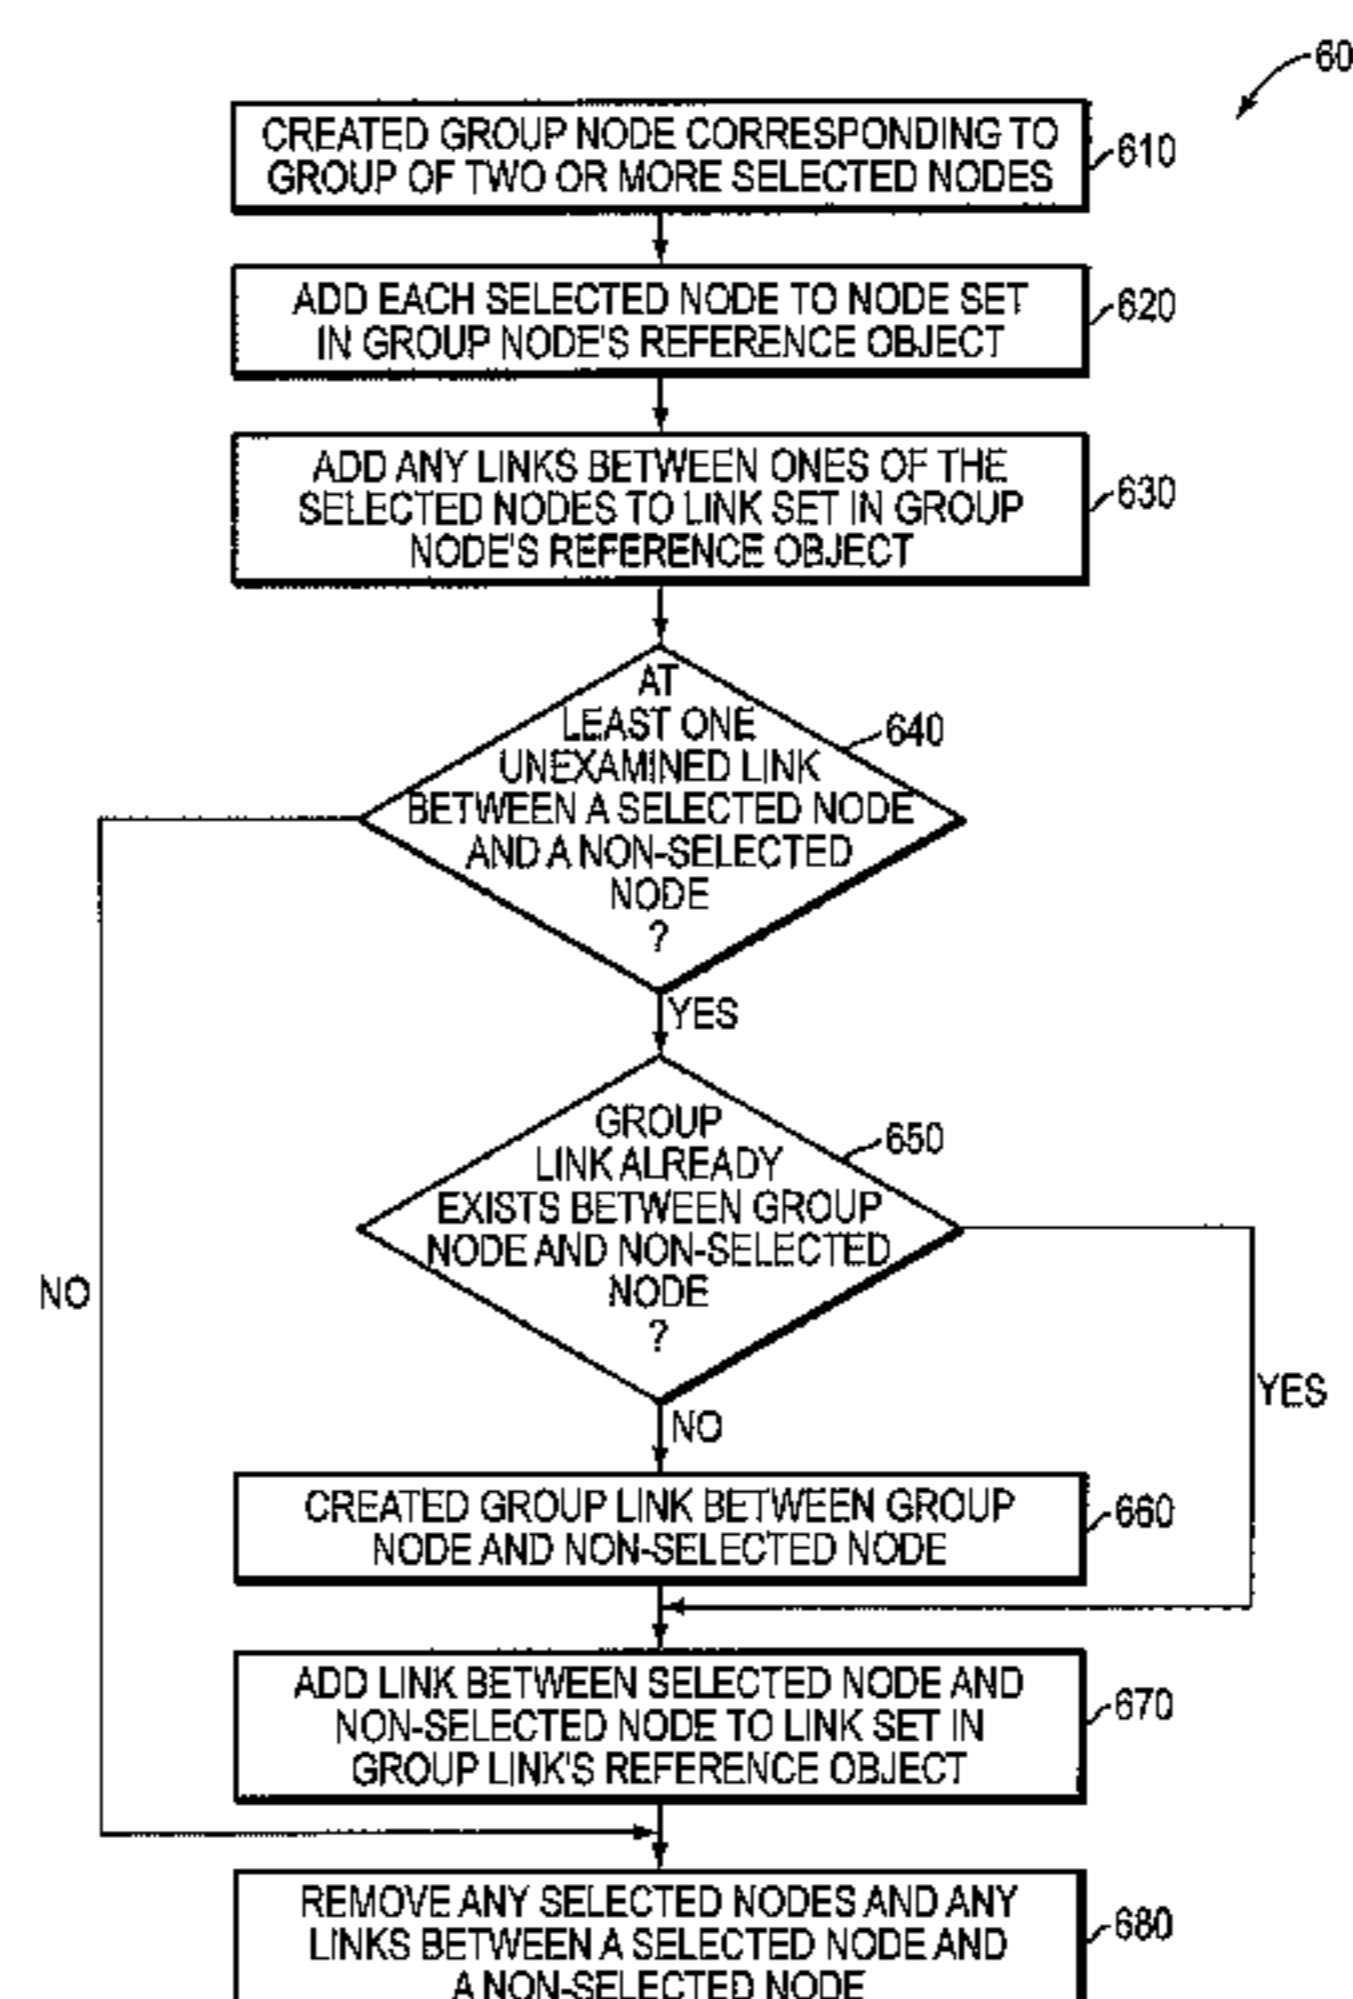 60
CREATED GROUP NODE CORRESPONDING TO
GROUP OF TWO OR MORE SELECTED NODES
610
ADD EACH SELECTED NODE TO NODE SET
IN GROUP NODE'S REFERENCE OBJECT
620
ADD ANY LINKS BETWEEN ONES OF THE
SELECTED NODES TO LINK SET IN GROUP
NODE'S REFERENCE OBJECT
630
AT
LEAST ONE
UNEXAMINED LINK
BETWEEN A SELECTED NODE
AND A NON-SELECTED
NODE
?
640
YES
GROUP
LINK ALREADY
EXISTS BETWEEN GROUP
NODE AND NON-SELECTED
NODE
?
650
NO
YES
NO
CREATED GROUP LINK BETWEEN GROUP
NODE AND NON-SELECTED NODE
660
ADD LINK BETWEEN SELECTED NODE AND
NON-SELECTED NODE TO LINK SET IN
GROUP LINK'S REFERENCE OBJECT
670
REMOVE ANY SELECTED NODES AND ANY
LINKS BETWEEN A SELECTED NODE AND
A NON-SELECTED NODE
680